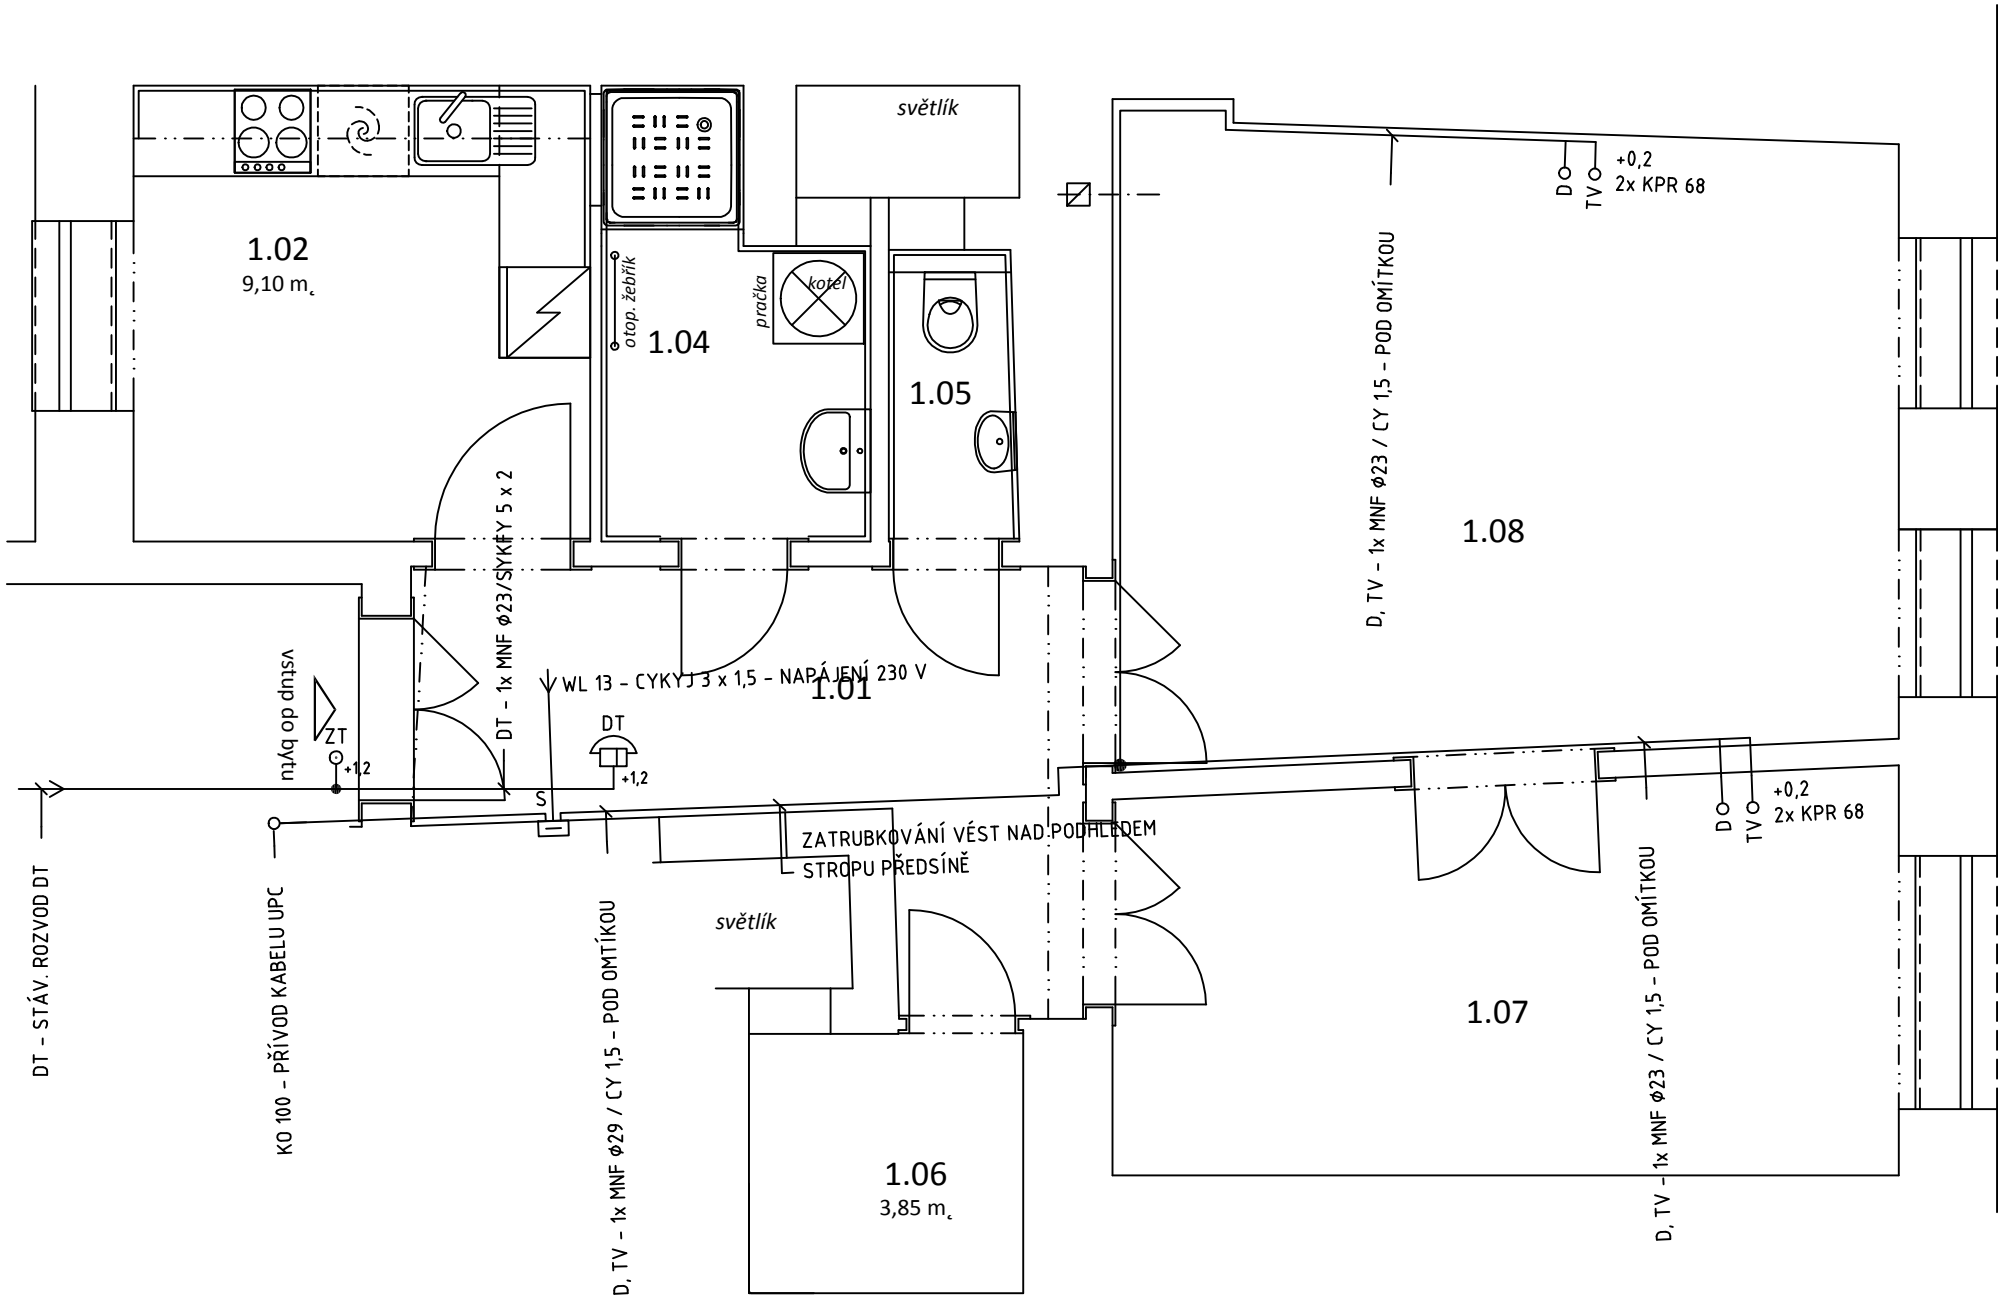 světlík
+0,2
2x KPR 68
D
TV
1.02
9,10 m
otop. žebřík
pračka
kotel
1.04
1.05
D, TV - 1x MNF φ23 / CY 1,5 - POD OMÍTKOU
1.08
DT - 1x MNF φ23/SYKFY 5 x 2
WL 13 - CYKYJ 3 x 1,5 - NAPÁJENÍ 230 V
1.01
vstup do bytu
ZT
+1,2
DT
+1,2
S
ZATRUBKOVÁNÍ VÉST NAD PODHLEDEM
STROPU PŘEDSÍNĚ
+0,2
2x KPR 68
D
TV
DT - STÁV. ROZVOD DT
KO 100 - PŘÍVOD KABELU UPC
D, TV - 1x MNF φ29 / CY 1,5 - POD OMTÍKOU
světlík
1.07
D, TV - 1x MNF φ23 / CY 1,5 - POD OMÍTKOU
1.06
3,85 m